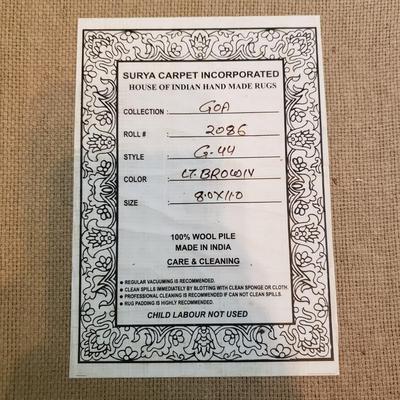 SURYA CARPET INCORPORATED
HOUSE OF INDIAN HAND MADE RUGS
COLLECTION : GOA
ROLL # : 2086
STYLE : G-44
COLOR : LT. BROWN
SIZE : 8.0X11.0
100% WOOL PILE
MADE IN INDIA
CARE & CLEANING
● REGULAR VACUUMING IS RECOMMENDED.
● CLEAN SPILLS IMMEDIATELY BY BLOTTING WITH CLEAN SPONGE OR CLOTH.
● PROFESSIONAL CLEANING IS RECOMMENDED IF CAN NOT CLEAN SPILLS.
● RUG PADDING IS HIGHLY RECOMMENDED.
CHILD LABOUR NOT USED